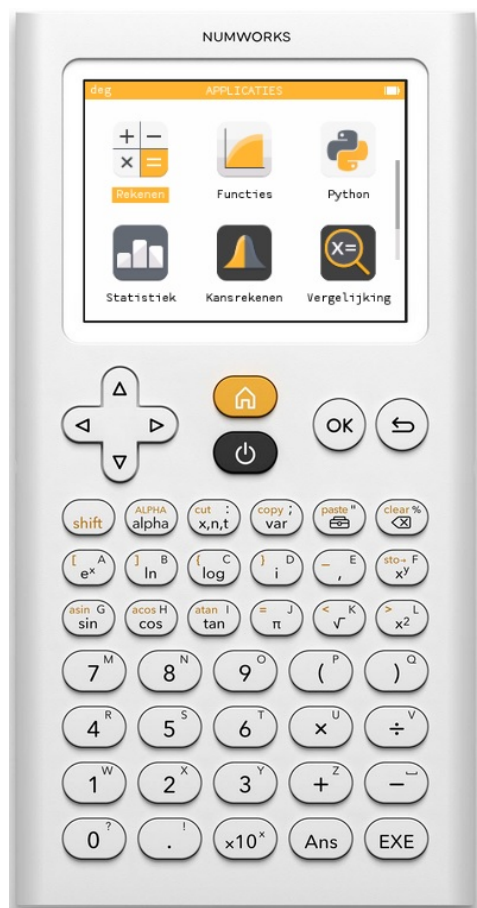 NUMWORKS
deg APPLICATIES
+ −
× =
Rekenen Functies Python
x=
Statistiek Kansrekenen Vergelijking
OK
shift ALPHA alpha cut : x,n,t copy ; var paste " clear %
[ A eˣ ] B ln { C log } D i _ E , sto→ F xʸ
asin G sin acos H cos atan I tan = J π < K √ > L x²
7 M 8 N 9 O ( P ) Q
4 R 5 S 6 T × U ÷ V
1 W 2 X 3 Y + Z −
0 ? . ! ×10ˣ Ans EXE